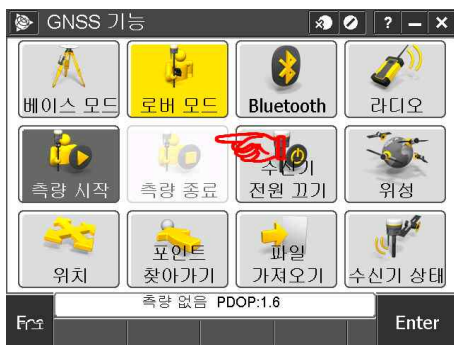 GNSS 기능
? – ×
베이스 모드
로버 모드
Bluetooth
라디오
측량 시작
측량 종료
수신기
전원 끄기
위성
위치
포인트
찾아가기
파일
가져오기
수신기 상태
측량 없음 PDOP:1.6
Enter